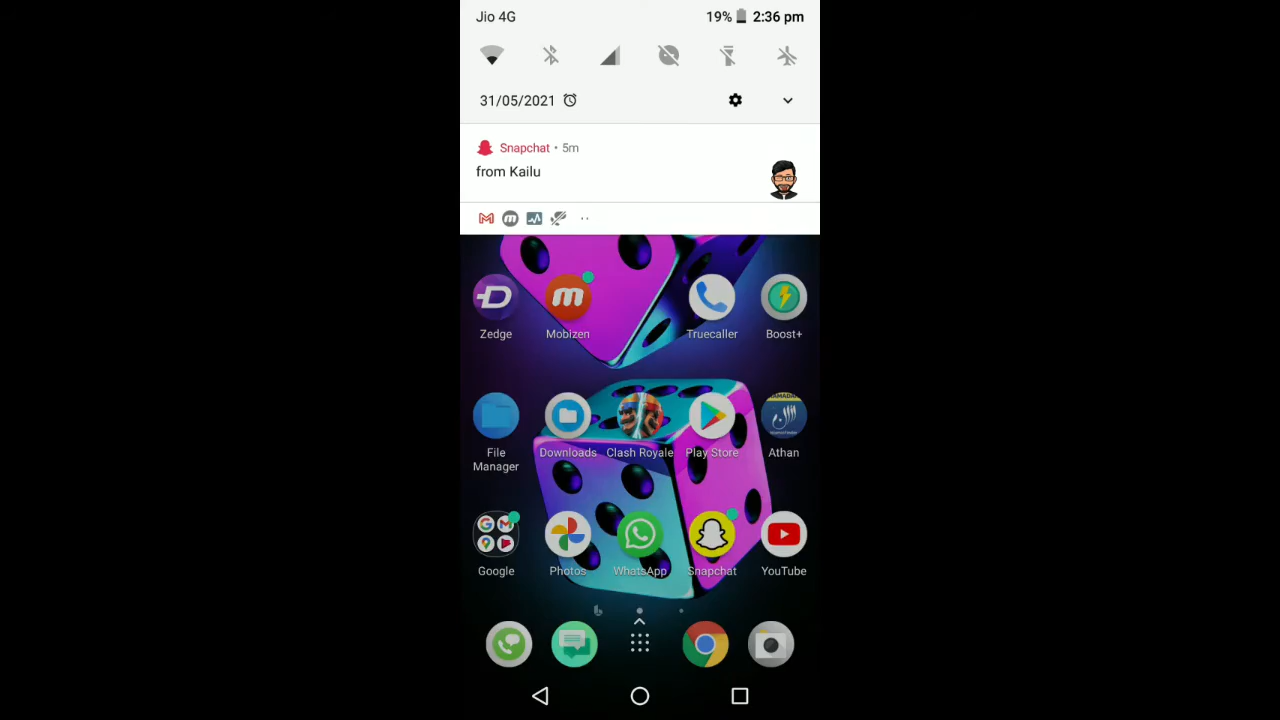 Jio 4G 19% 2:36 pm
31/05/2021
Snapchat • 5m
from Kailu
Zedge Mobizen Truecaller Boost+
File Manager Downloads Clash Royale Play Store Athan
Google Photos WhatsApp Snapchat YouTube